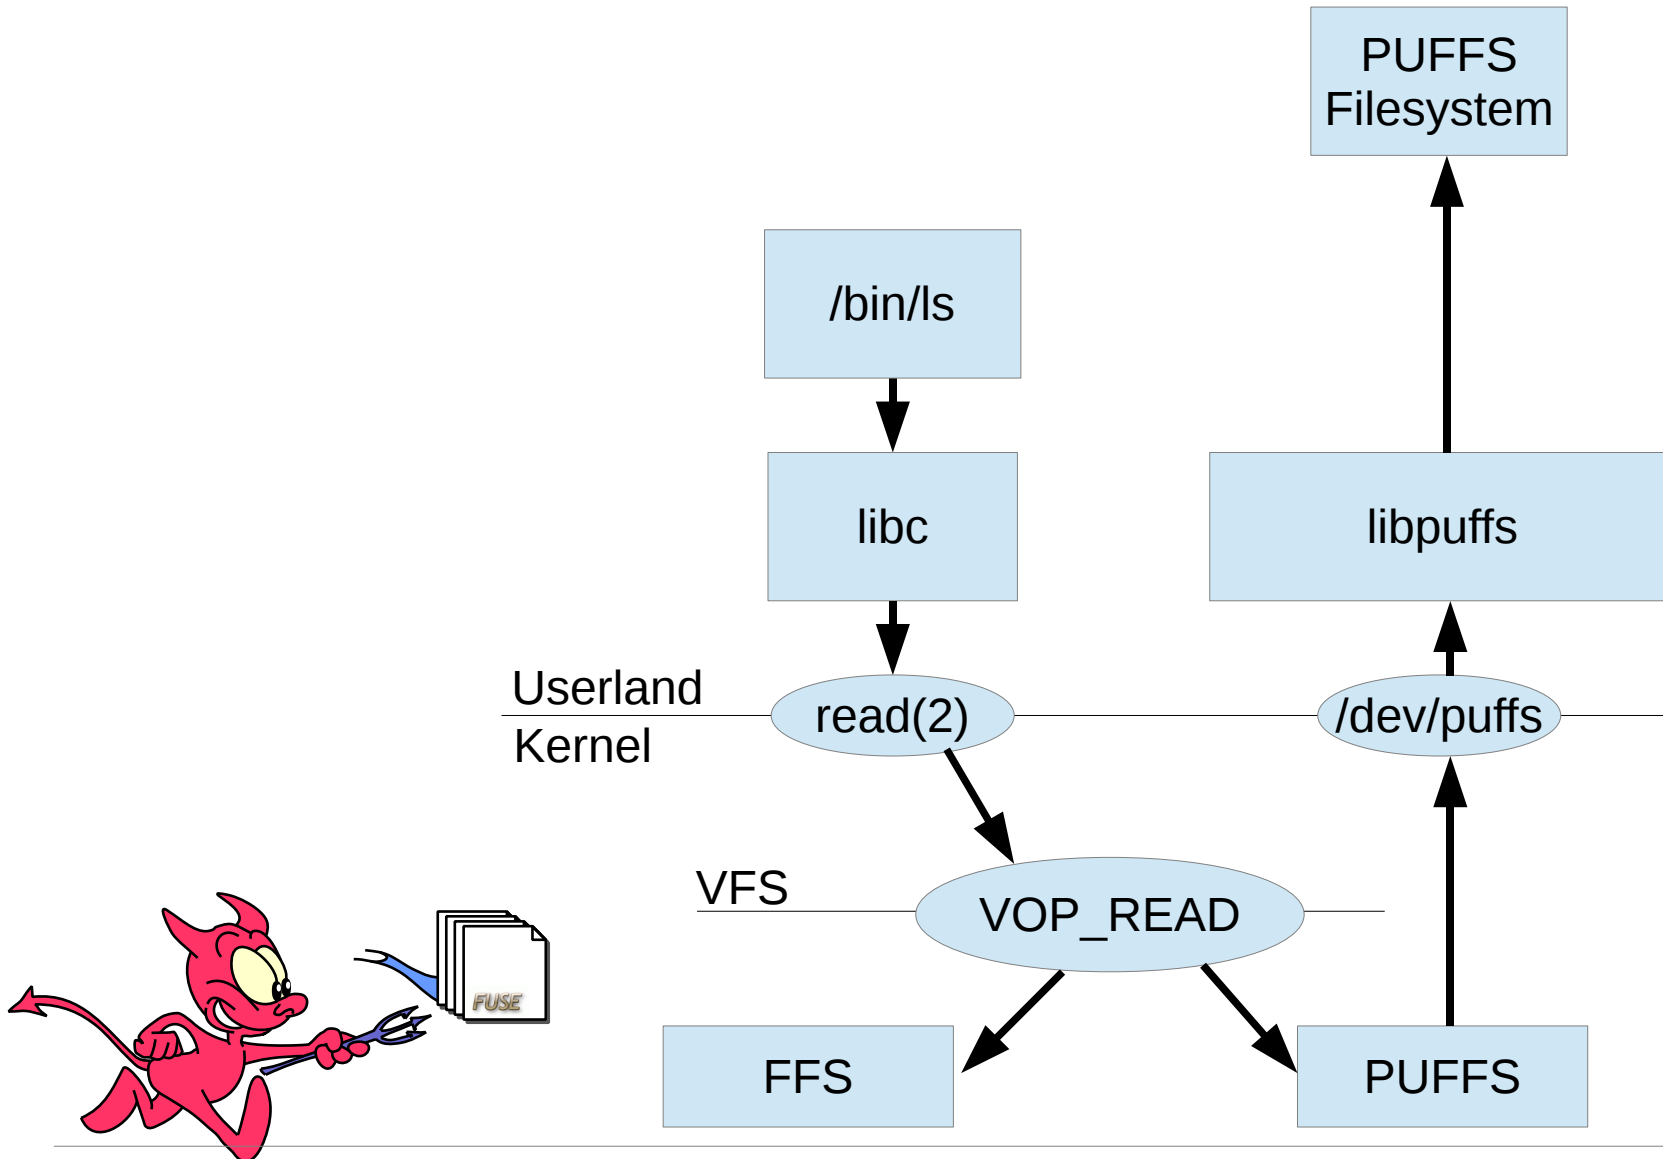 PUFFS
Filesystem
/bin/ls
libc
libpuffs
Userland
read(2)
/dev/puffs
Kernel
VFS
VOP_READ
FUSE
FFS
PUFFS